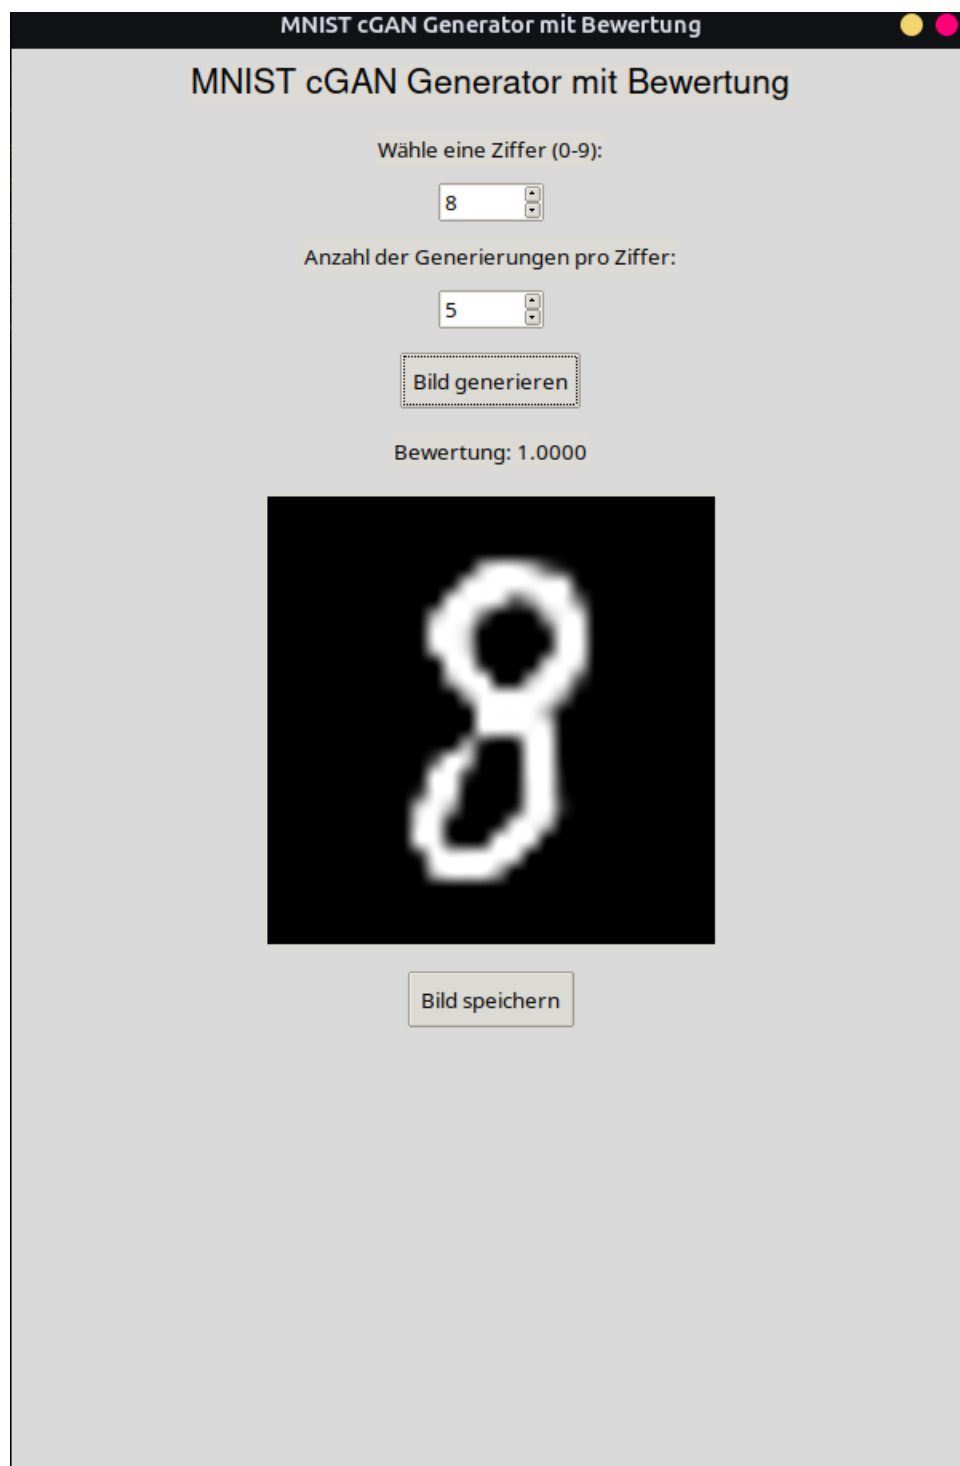 MNIST cGAN Generator mit Bewertung
MNIST cGAN Generator mit Bewertung
Wähle eine Ziffer (0-9):
8
Anzahl der Generierungen pro Ziffer:
5
Bild generieren
Bewertung: 1.0000
8
Bild speichern